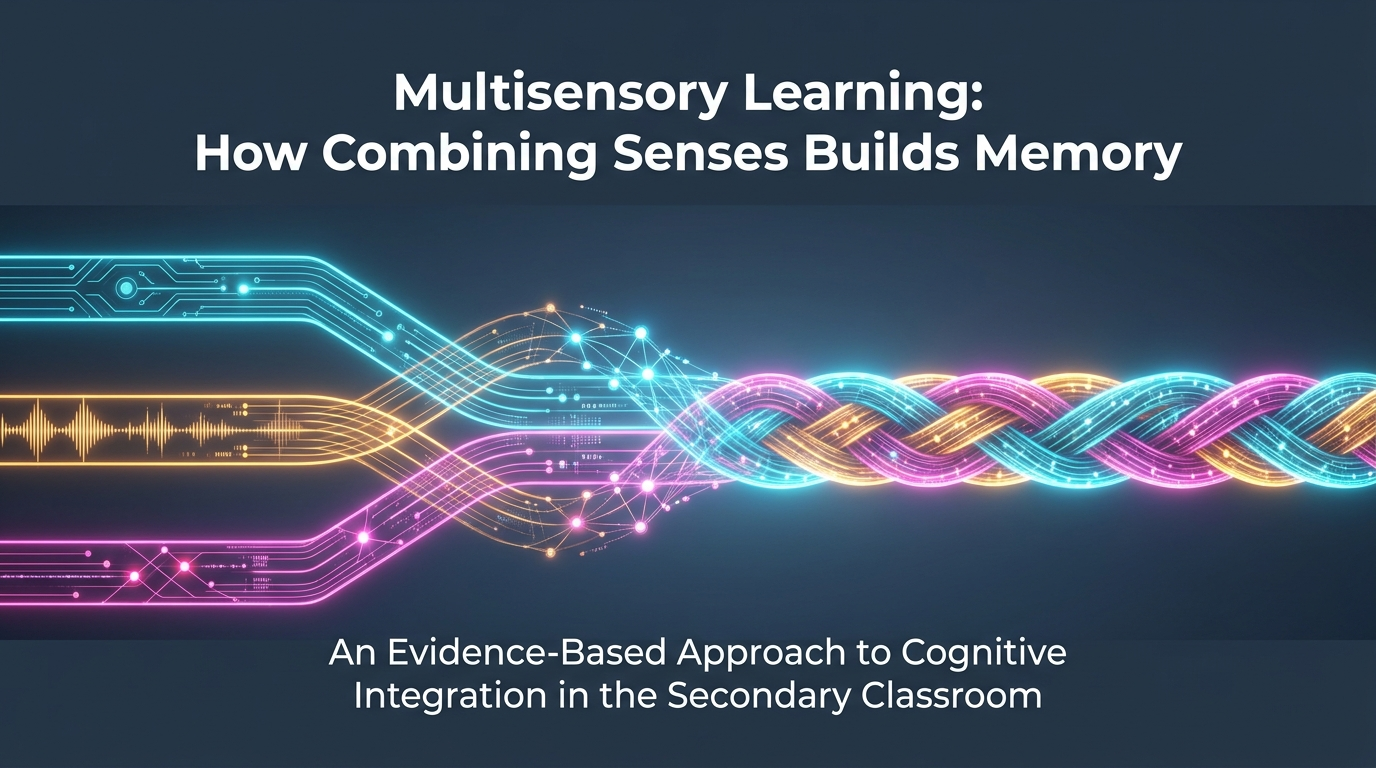 Multisensory Learning:
How Combining Senses Builds Memory
An Evidence-Based Approach to Cognitive
Integration in the Secondary Classroom